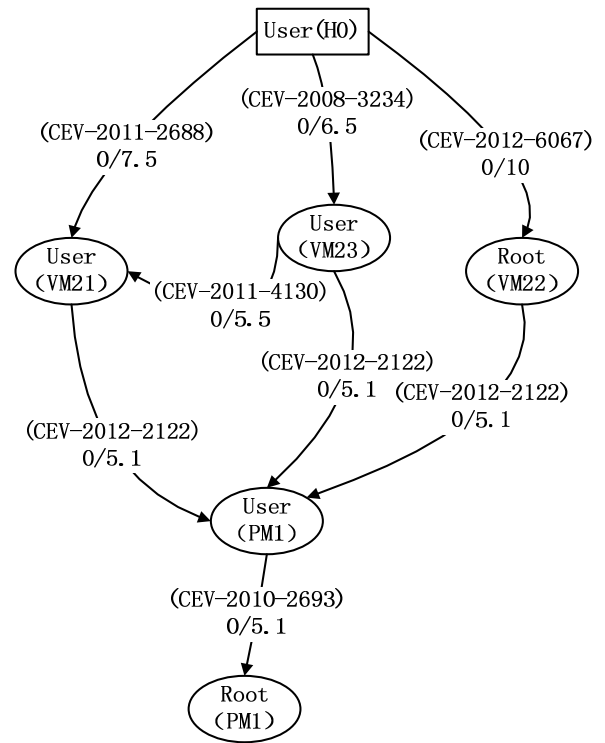 User(H0)
(CEV-2008-3234)
0/6.5
(CEV-2011-2688)
0/7.5
(CEV-2012-6067)
0/10
User
(VM23)
User
(VM21)
Root
(VM22)
(CEV-2011-4130)
0/5.5
(CEV-2012-2122)
0/5.1
(CEV-2012-2122)
0/5.1
(CEV-2012-2122)
0/5.1
User
(PM1)
(CEV-2010-2693)
0/5.1
Root
(PM1)